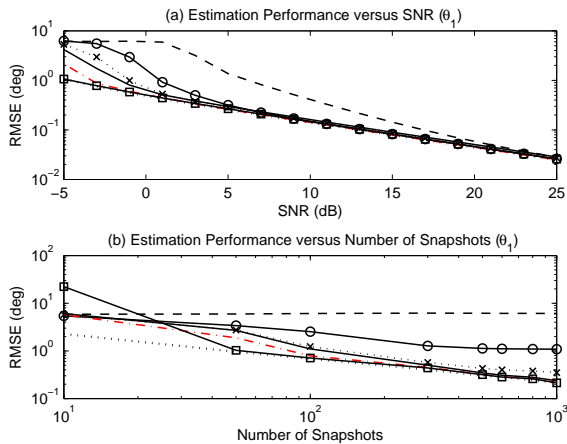 (a) Estimation Performance versus SNR (θ_1)
10^1
10^0
10^{-1}
10^{-2}
RMSE (deg)
−5 0 5 10 15 20 25
SNR (dB)
(b) Estimation Performance versus Number of Snapshots (θ_1)
10^2
10^1
10^0
10^{-1}
RMSE (deg)
10^1 10^2 10^3
Number of Snapshots